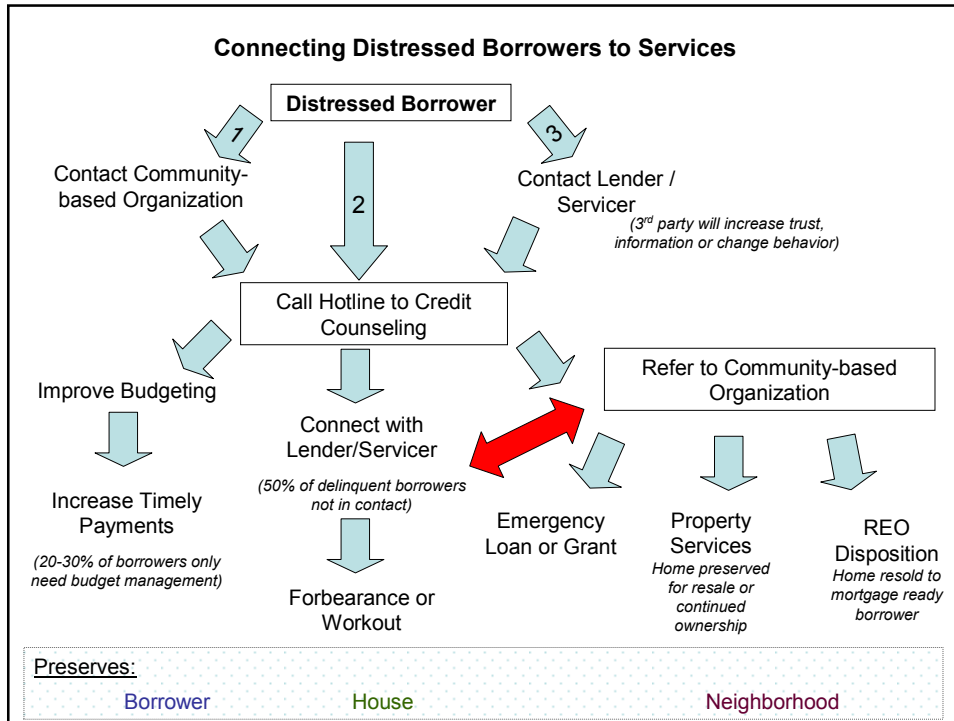 Connecting Distressed Borrowers to Services
Distressed Borrower
1
2
3
Contact Community-
based Organization
Contact Lender /
Servicer
(3rd party will increase trust,
information or change behavior)
Call Hotline to Credit
Counseling
Refer to Community-based
Organization
Improve Budgeting
Increase Timely
Payments
(20-30% of borrowers only
need budget management)
Connect with
Lender/Servicer
(50% of delinquent borrowers
not in contact)
Forbearance or
Workout
Emergency
Loan or Grant
Property
Services
Home preserved
for resale or
continued
ownership
REO
Disposition
Home resold to
mortgage ready
borrower
Preserves:
Borrower
House
Neighborhood